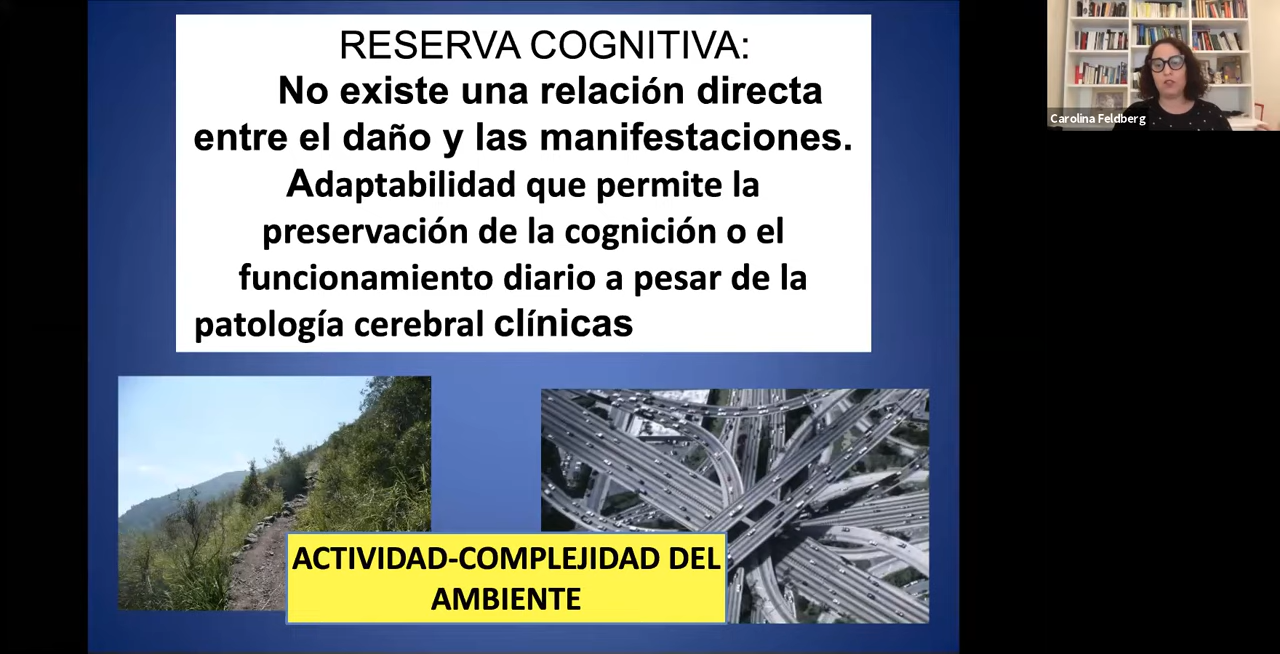 RESERVA COGNITIVA:
No existe una relación directa
entre el daño y las manifestaciones.
Adaptabilidad que permite la
preservación de la cognición o el
funcionamiento diario a pesar de la
patología cerebral clínicas
ACTIVIDAD-COMPLEJIDAD DEL
AMBIENTE
Carolina Feldberg